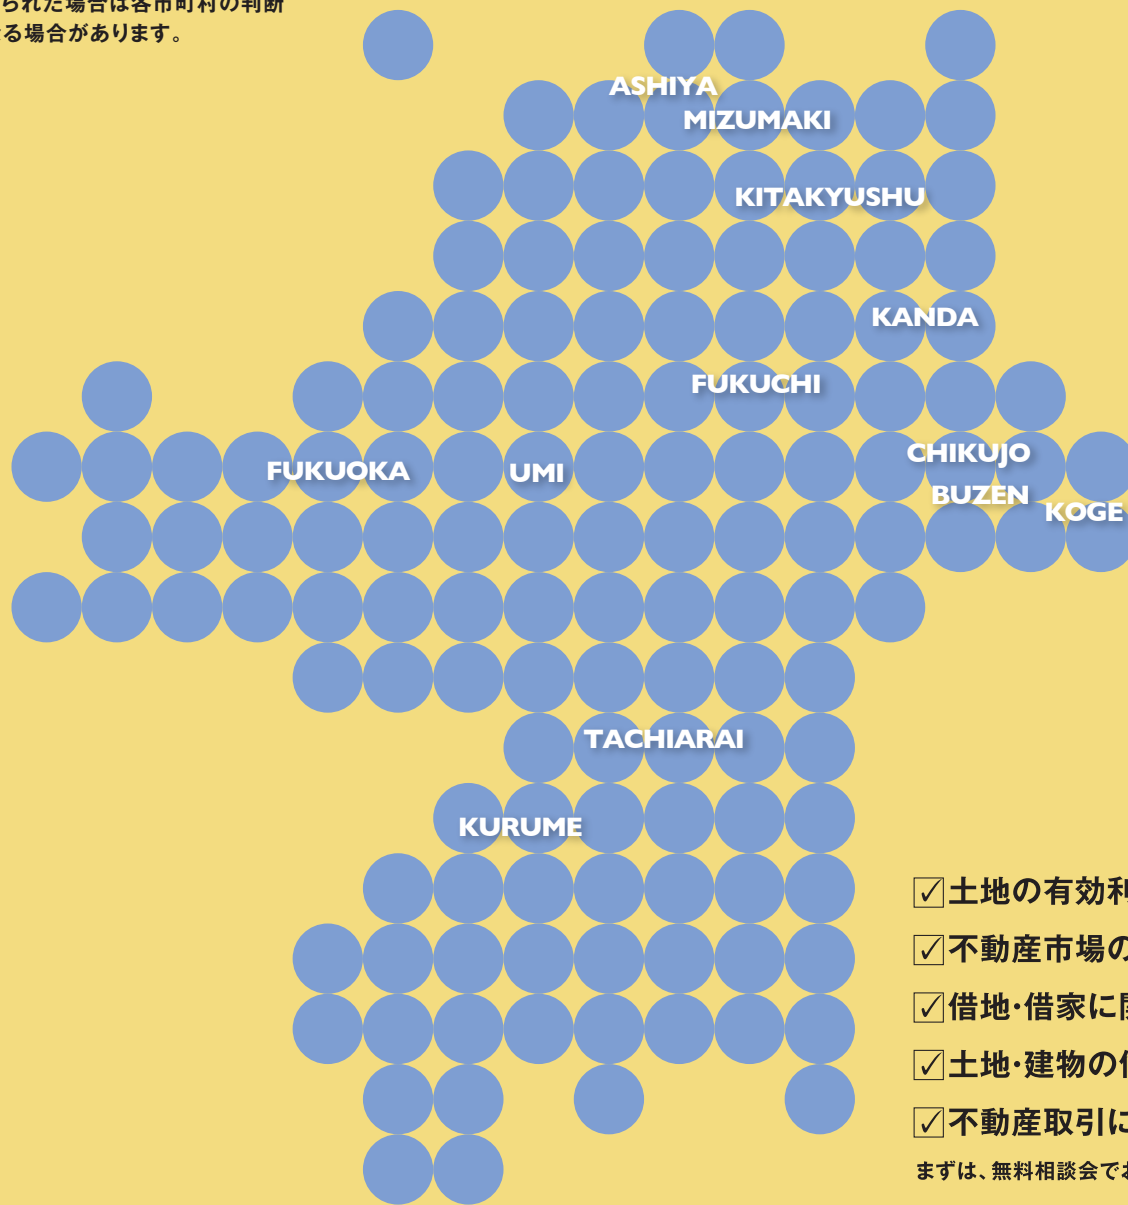 られた場合は各市町村の判断
る場合があります。
ASHIYA
MIZUMAKI
KITAKYUSHU
KANDA
FUKUCHI
CHIKUJO
FUKUOKA
UMI
BUZEN
KOGE
TACHIARAI
KURUME
☑土地の有効利
☑不動産市場の
☑借地・借家に
☑土地・建物の
☑不動産取引に
まずは、無料相談会でお